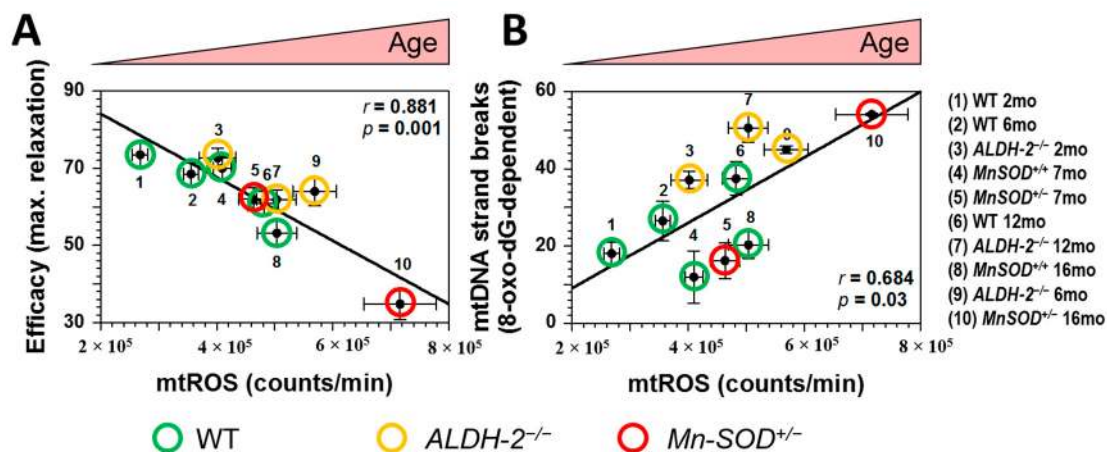 A
Age
B
Age
Efficacy (max. relaxation)
90
70
50
30
r = 0.881
p = 0.001
1
2
3
4
5
6
7
8
9
10
2 × 10⁵
4 × 10⁵
6 × 10⁵
8 × 10⁵
mtROS (counts/min)
mtDNA strand breaks
(8-oxo-dG-dependent)
60
40
20
0
1
2
3
4
5
6
7
8
9
10
r = 0.684
p = 0.03
2 × 10⁵
4 × 10⁵
6 × 10⁵
8 × 10⁵
mtROS (counts/min)
(1) WT 2mo
(2) WT 6mo
(3) ALDH-2⁻/⁻ 2mo
(4) MnSOD⁺/⁺ 7mo
(5) MnSOD⁺/⁻ 7mo
(6) WT 12mo
(7) ALDH-2⁻/⁻ 12mo
(8) MnSOD⁺/⁺ 16mo
(9) ALDH-2⁻/⁻ 6mo
(10) MnSOD⁺/⁻ 16mo
WT
ALDH-2⁻/⁻
Mn-SOD⁺/⁻